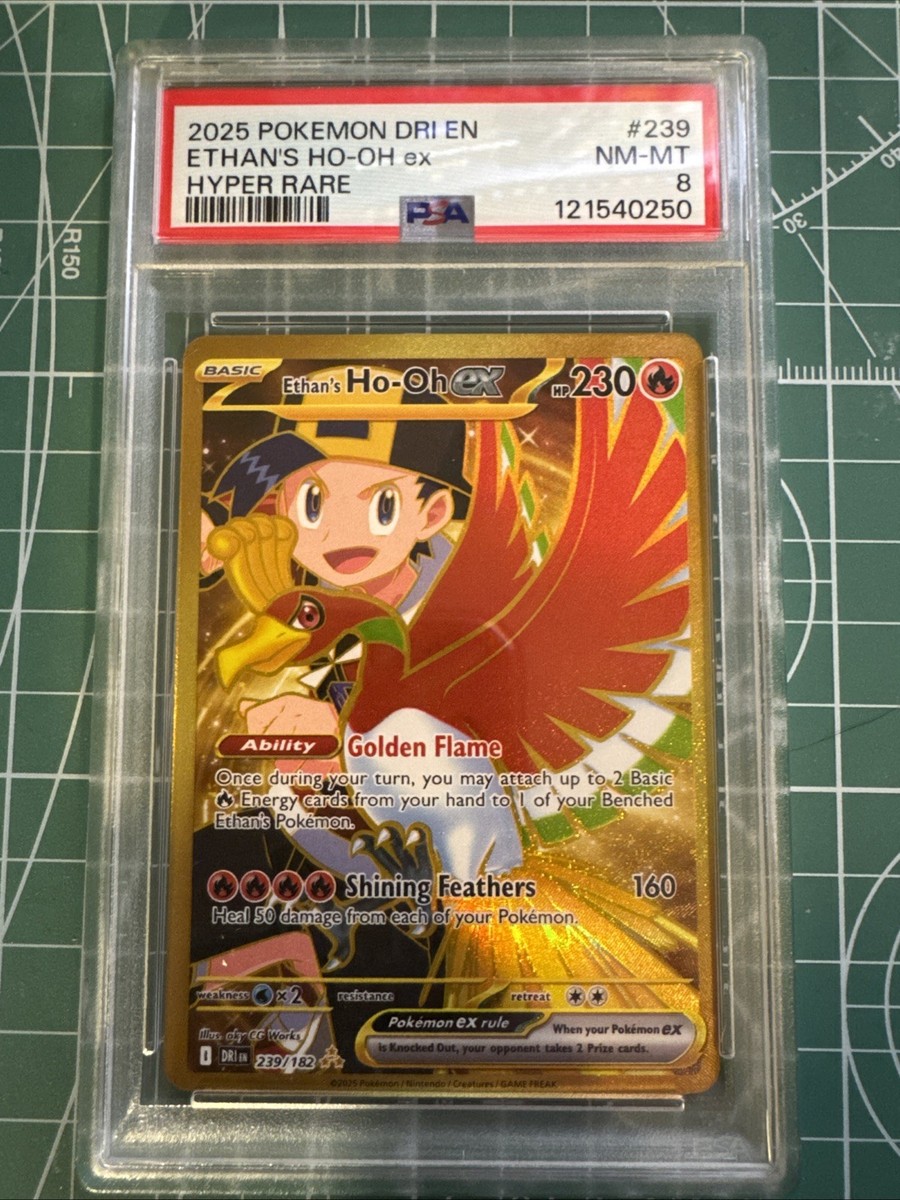 2025 POKEMON DRI EN #239
ETHAN'S HO-OH ex NM-MT
HYPER RARE 8
PSA 121540250
R150
30
40
BASIC
Ethan's Ho-Oh ex HP 230
Ability Golden Flame
Once during your turn, you may attach up to 2 Basic
Energy cards from your hand to 1 of your Benched
Ethan's Pokémon.
Shining Feathers 160
Heal 50 damage from each of your Pokémon.
weakness ×2 resistance retreat
Pokémon ex rule When your Pokémon ex
is Knocked Out, your opponent takes 2 Prize cards.
Illus. aky CG Works
DRI EN 239/182
©2025 Pokémon / Nintendo / Creatures / GAME FREAK